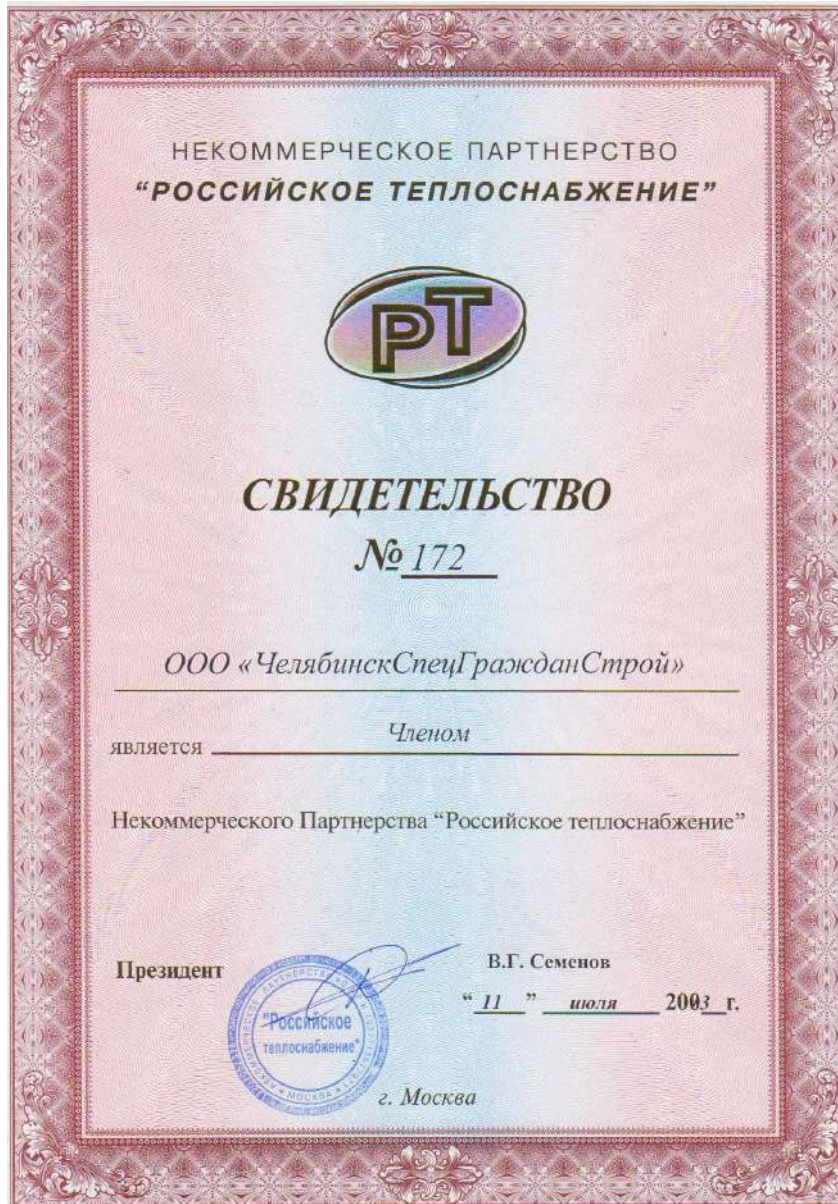 НЕКОММЕРЧЕСКОЕ ПАРТНЕРСТВО
“РОССИЙСКОЕ ТЕПЛОСНАБЖЕНИЕ”
РТ
СВИДЕТЕЛЬСТВО
№ 172
ООО «ЧелябинскСпецГражданСтрой»
является Членом
Некоммерческого Партнерства “Российское теплоснабжение”
Президент В.Г. Семенов
“ 11 ” июля 2003 г.
"Российское
теплоснабжение"
МОСКВА
г. Москва